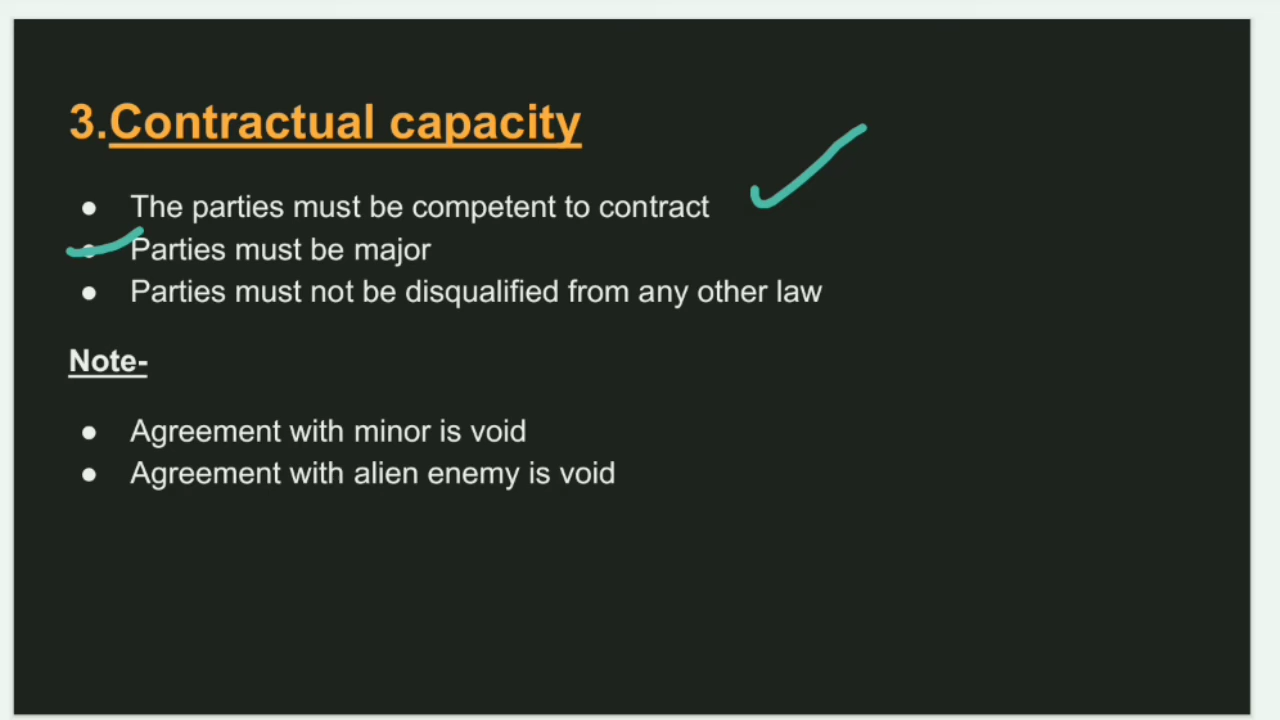 3.Contractual capacity
● The parties must be competent to contract
● Parties must be major
● Parties must not be disqualified from any other law
Note-
● Agreement with minor is void
● Agreement with alien enemy is void